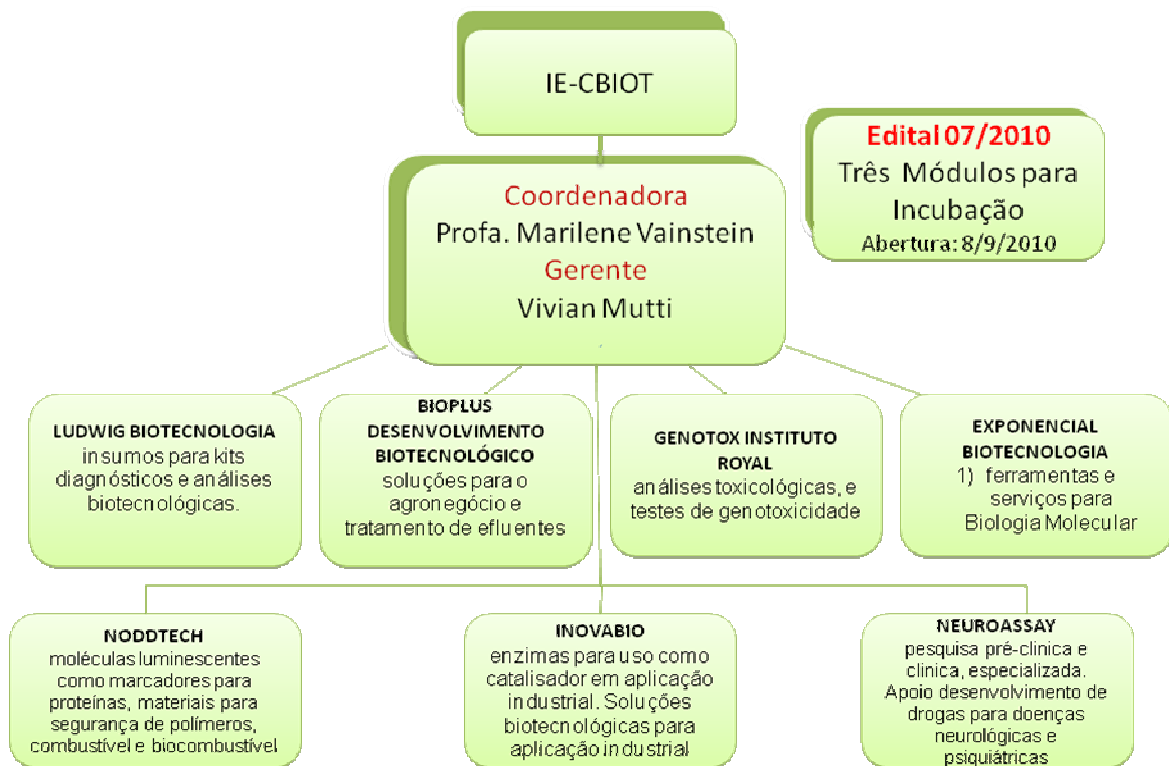 IE-CBIOT
Edital 07/2010
Três Módulos para
Incubação
Abertura: 8/9/2010
Coordenadora
Profa. Marilene Vainstein
Gerente
Vivian Mutti
LUDWIG BIOTECNOLOGIA
insumos para kits
diagnósticos e análises
biotecnológicas.
BIOPLUS
DESENVOLVIMENTO
BIOTECNOLÓGICO
soluções para o
agronegócio e
tratamento de efluentes
GENOTOX INSTITUTO
ROYAL
análises toxicológicas, e
testes de genotoxicidade
EXPONENCIAL
BIOTECNOLOGIA
1) ferramentas e
serviços para
Biologia Molecular
NODDTECH
moléculas luminescentes
como marcadores para
proteínas, materiais para
segurança de polímeros,
combustível e biocombustível
INOVABIO
enzimas para uso como
catalisador em aplicação
industrial. Soluções
biotecnológicas para
aplicação industrial
NEUROASSAY
pesquisa pré-clinica e
clinica, especializada.
Apoio desenvolvimento de
drogas para doenças
neurológicas e
psiquiátricas